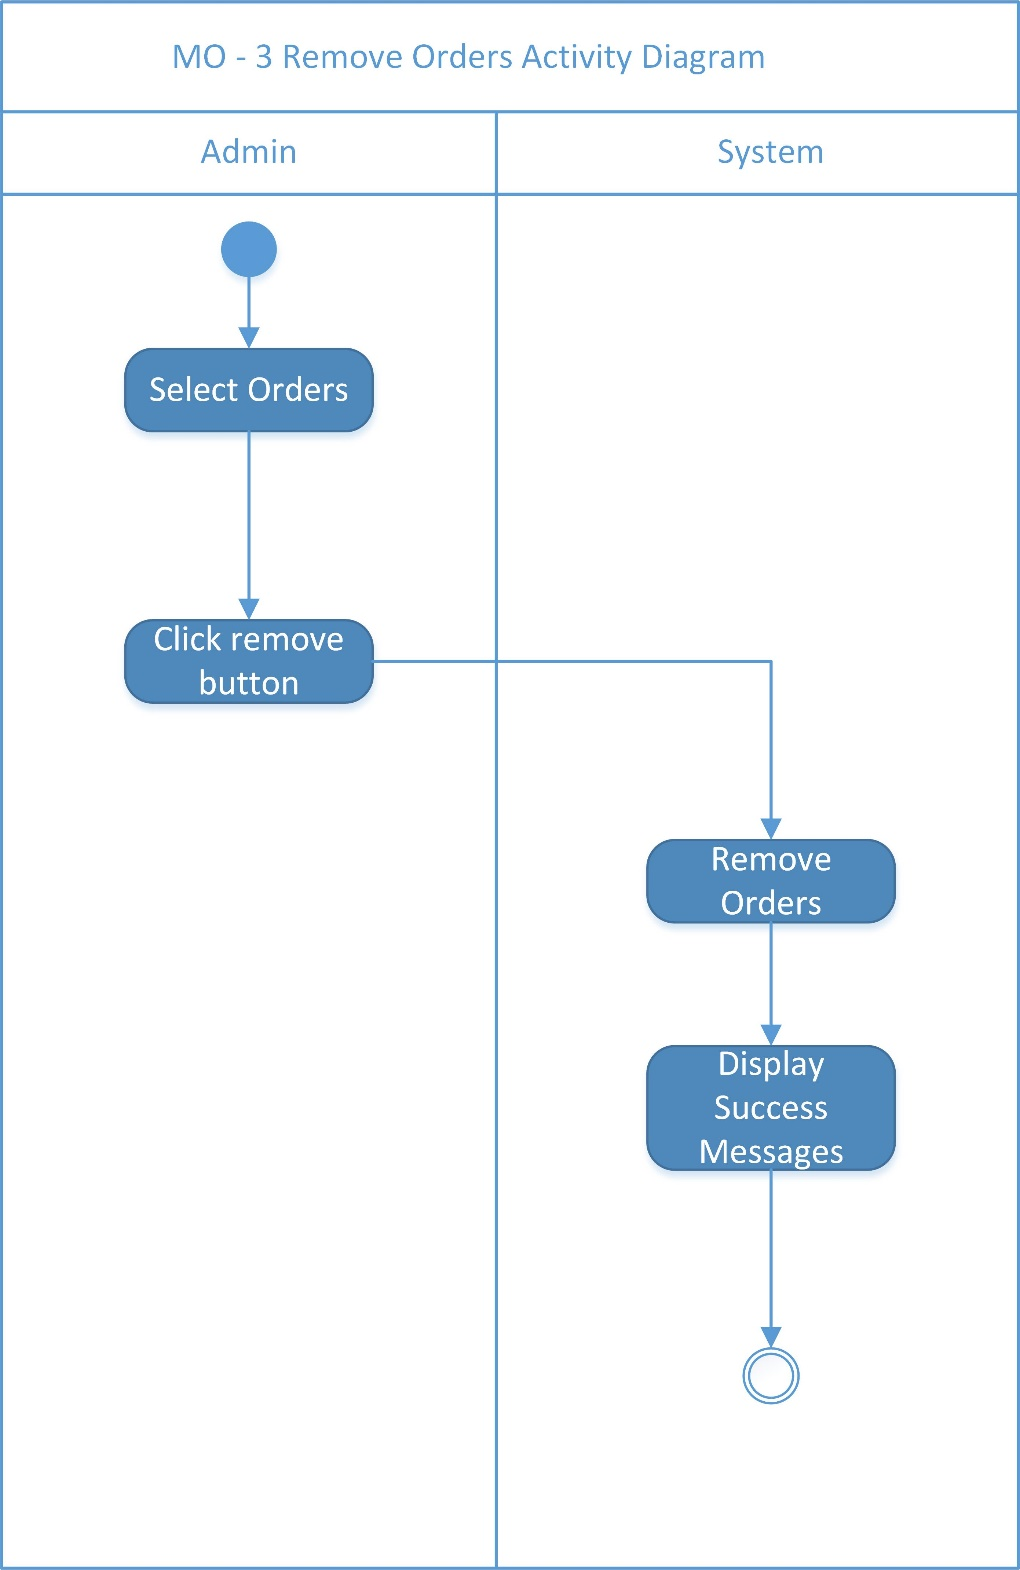 MO - 3 Remove Orders Activity Diagram
Admin
System
Select Orders
Click remove
button
Remove
Orders
Display
Success
Messages